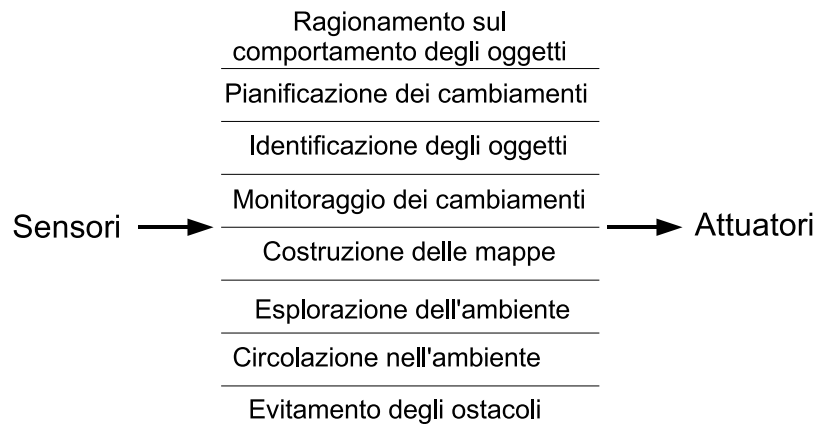 Ragionamento sul
comportamento degli oggetti
Pianificazione dei cambiamenti
Identificazione degli oggetti
Monitoraggio dei cambiamenti
Sensori
Attuatori
Costruzione delle mappe
Esplorazione dell'ambiente
Circolazione nell'ambiente
Evitamento degli ostacoli